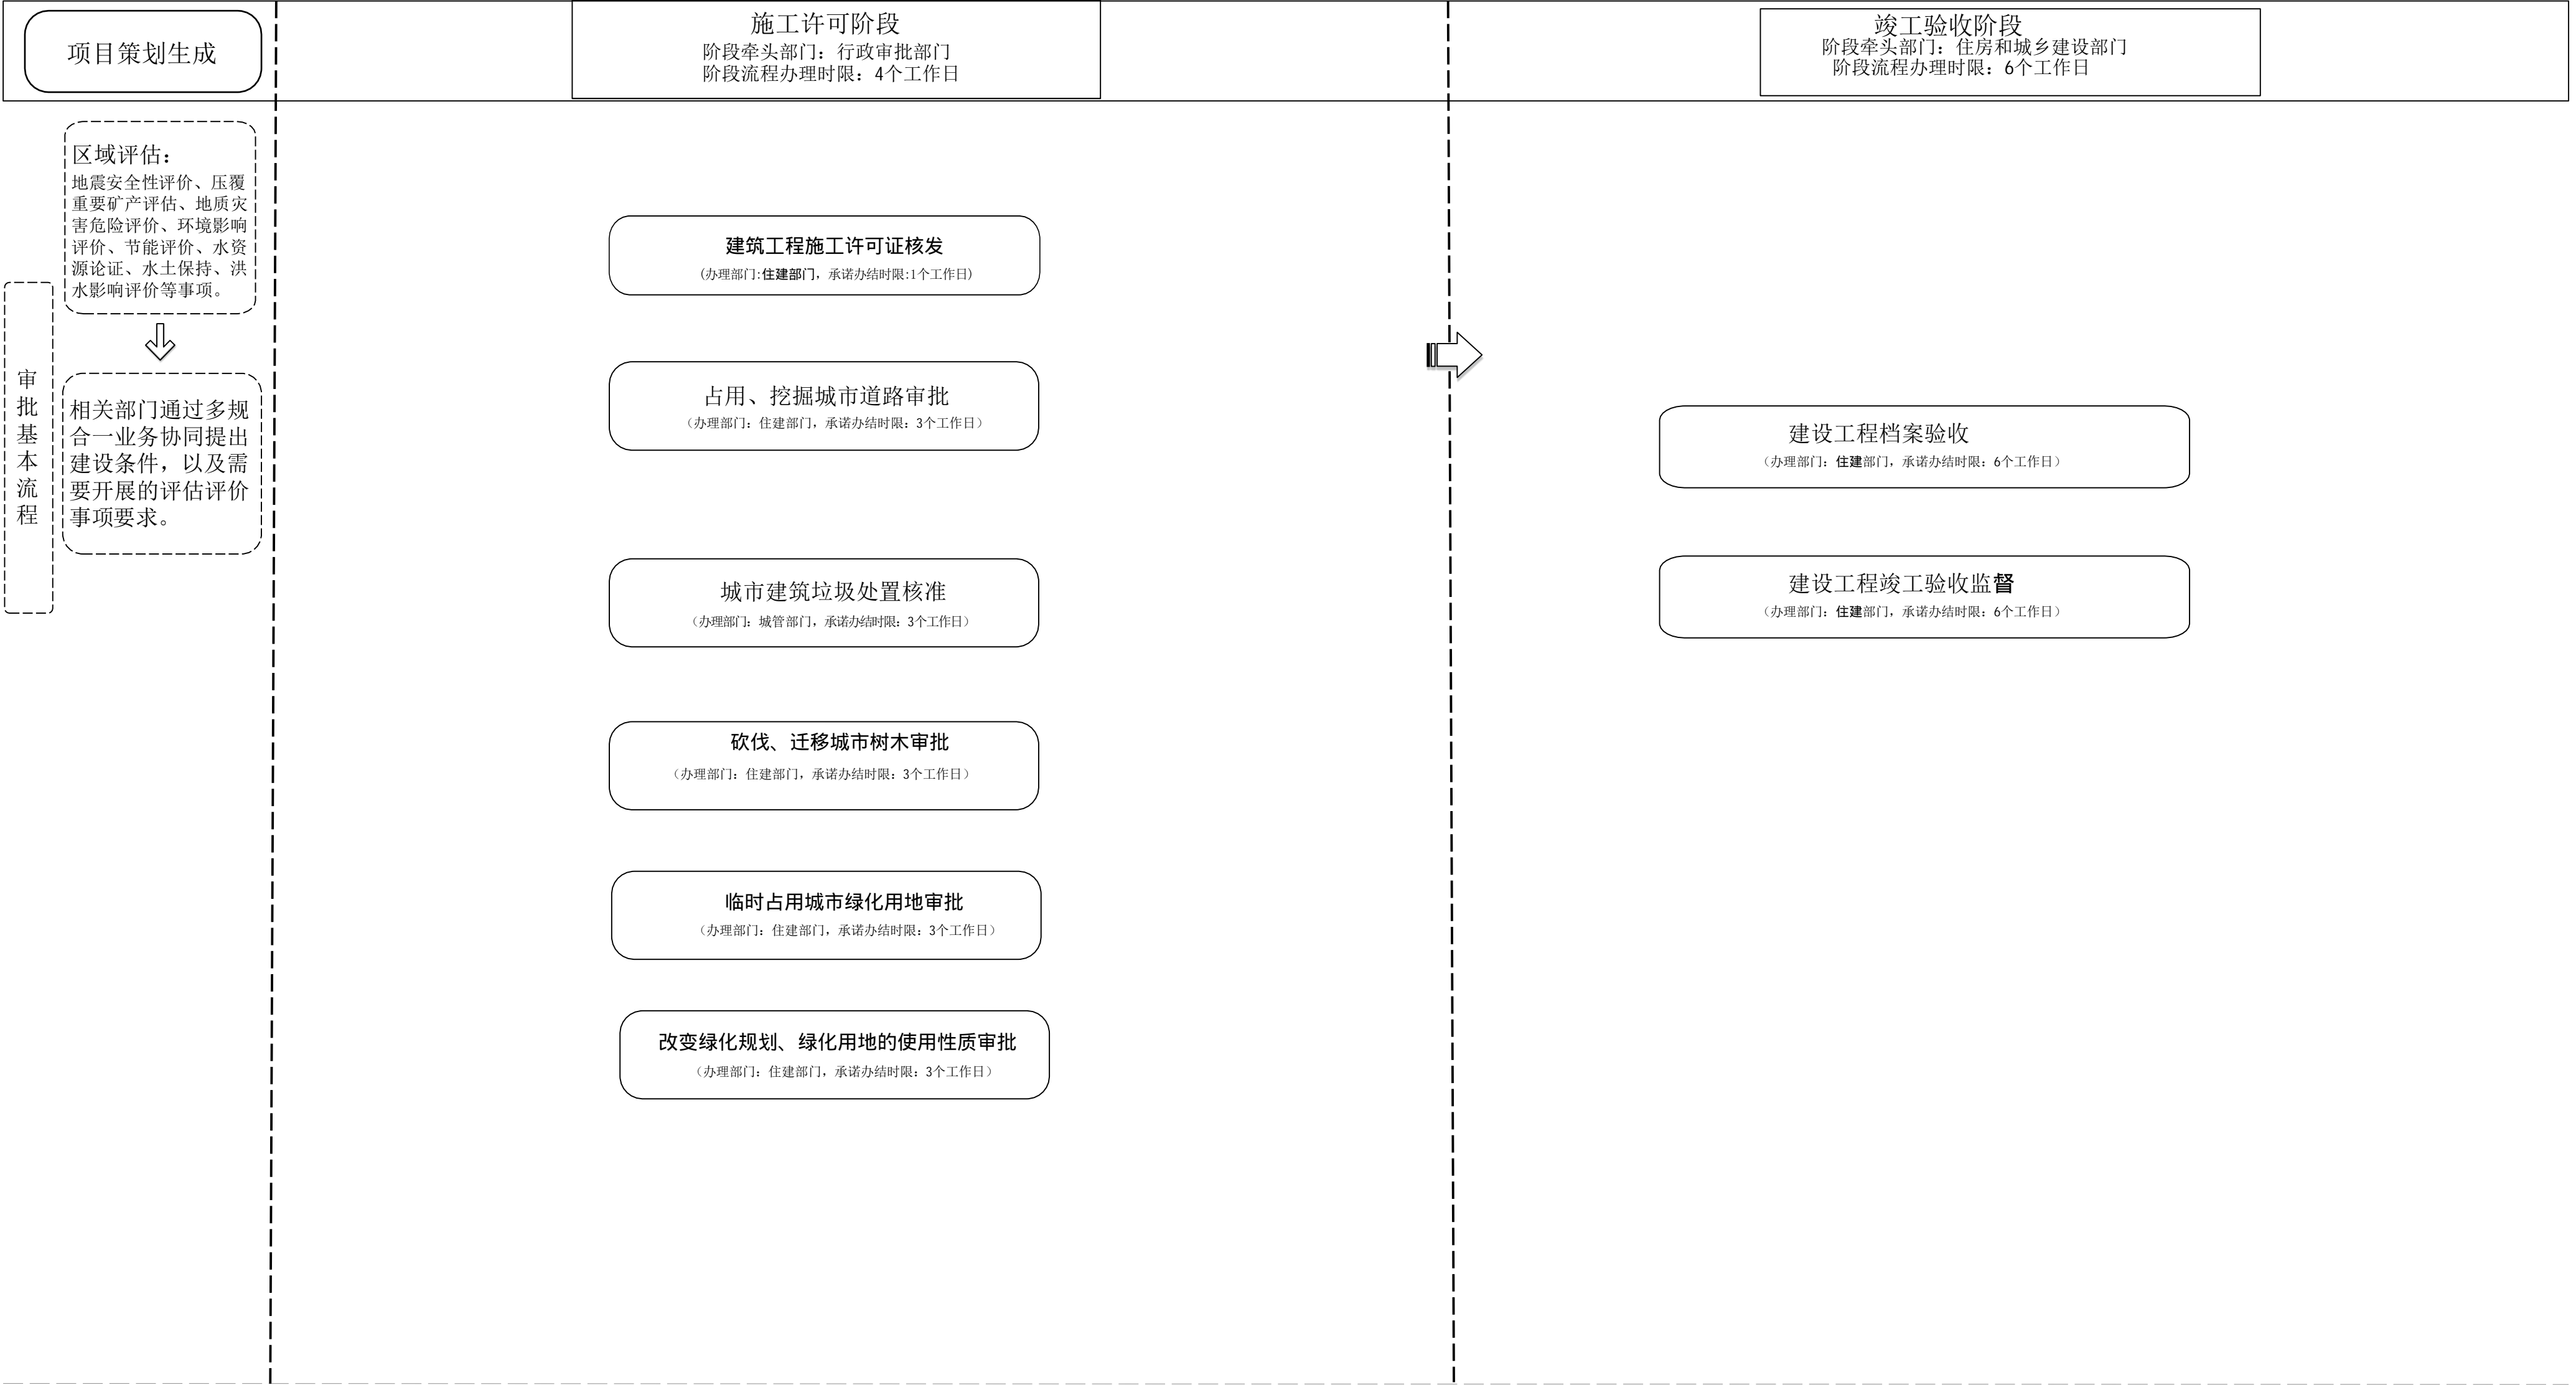 项目策划生成
施工许可阶段
阶段牵头部门：行政审批部门
阶段流程办理时限：4个工作日
竣工验收阶段
阶段牵头部门：住房和城乡建设部门
阶段流程办理时限：6个工作日
审
批
基
本
流
程
区域评估：
地震安全性评价、压覆
重要矿产评估、地质灾
害危险评价、环境影响
评价、节能评价、水资
源论证、水土保持、洪
水影响评价等事项。
相关部门通过多规
合一业务协同提出
建设条件，以及需
要开展的评估评价
事项要求。
建筑工程施工许可证核发
(办理部门:住建部门，承诺办结时限:1个工作日)
占用、挖掘城市道路审批
（办理部门：住建部门，承诺办结时限：3个工作日）
城市建筑垃圾处置核准
（办理部门：城管部门，承诺办结时限：3个工作日）
砍伐、迁移城市树木审批
（办理部门：住建部门，承诺办结时限：3个工作日）
临时占用城市绿化用地审批
（办理部门：住建部门，承诺办结时限：3个工作日）
改变绿化规划、绿化用地的使用性质审批
（办理部门：住建部门，承诺办结时限：3个工作日）
建设工程档案验收
（办理部门：住建部门，承诺办结时限：6个工作日）
建设工程竣工验收监督
（办理部门：住建部门，承诺办结时限：6个工作日）